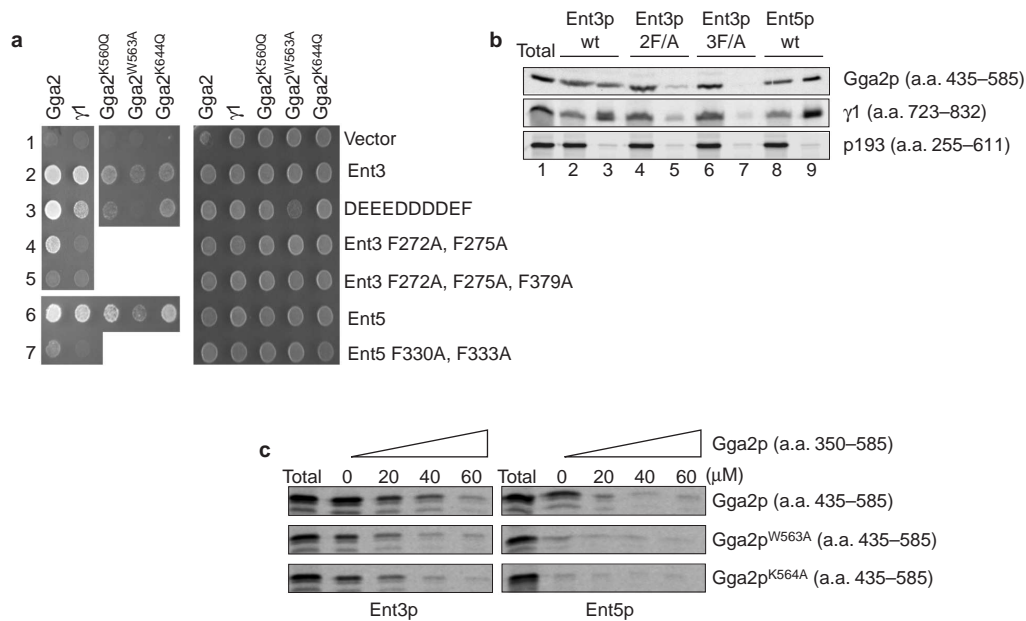 a
Gga2
γ1
Gga2K560Q
Gga2W563A
Gga2K644Q
Gga2
γ1
Gga2K560Q
Gga2W563A
Gga2K644Q
1
Vector
2
Ent3
3
DEEEDDDDEF
4
Ent3 F272A, F275A
5
Ent3 F272A, F275A, F379A
6
Ent5
7
Ent5 F330A, F333A
b
Total
Ent3p wt
Ent3p 2F/A
Ent3p 3F/A
Ent5p wt
Gga2p (a.a. 435–585)
γ1 (a.a. 723–832)
p193 (a.a. 255–611)
1 2 3 4 5 6 7 8 9
c
Gga2p (a.a. 350–585)
Total 0 20 40 60 Total 0 20 40 60 (μM)
Gga2p (a.a. 435–585)
Gga2pW563A (a.a. 435–585)
Gga2pK564A (a.a. 435–585)
Ent3p Ent5p